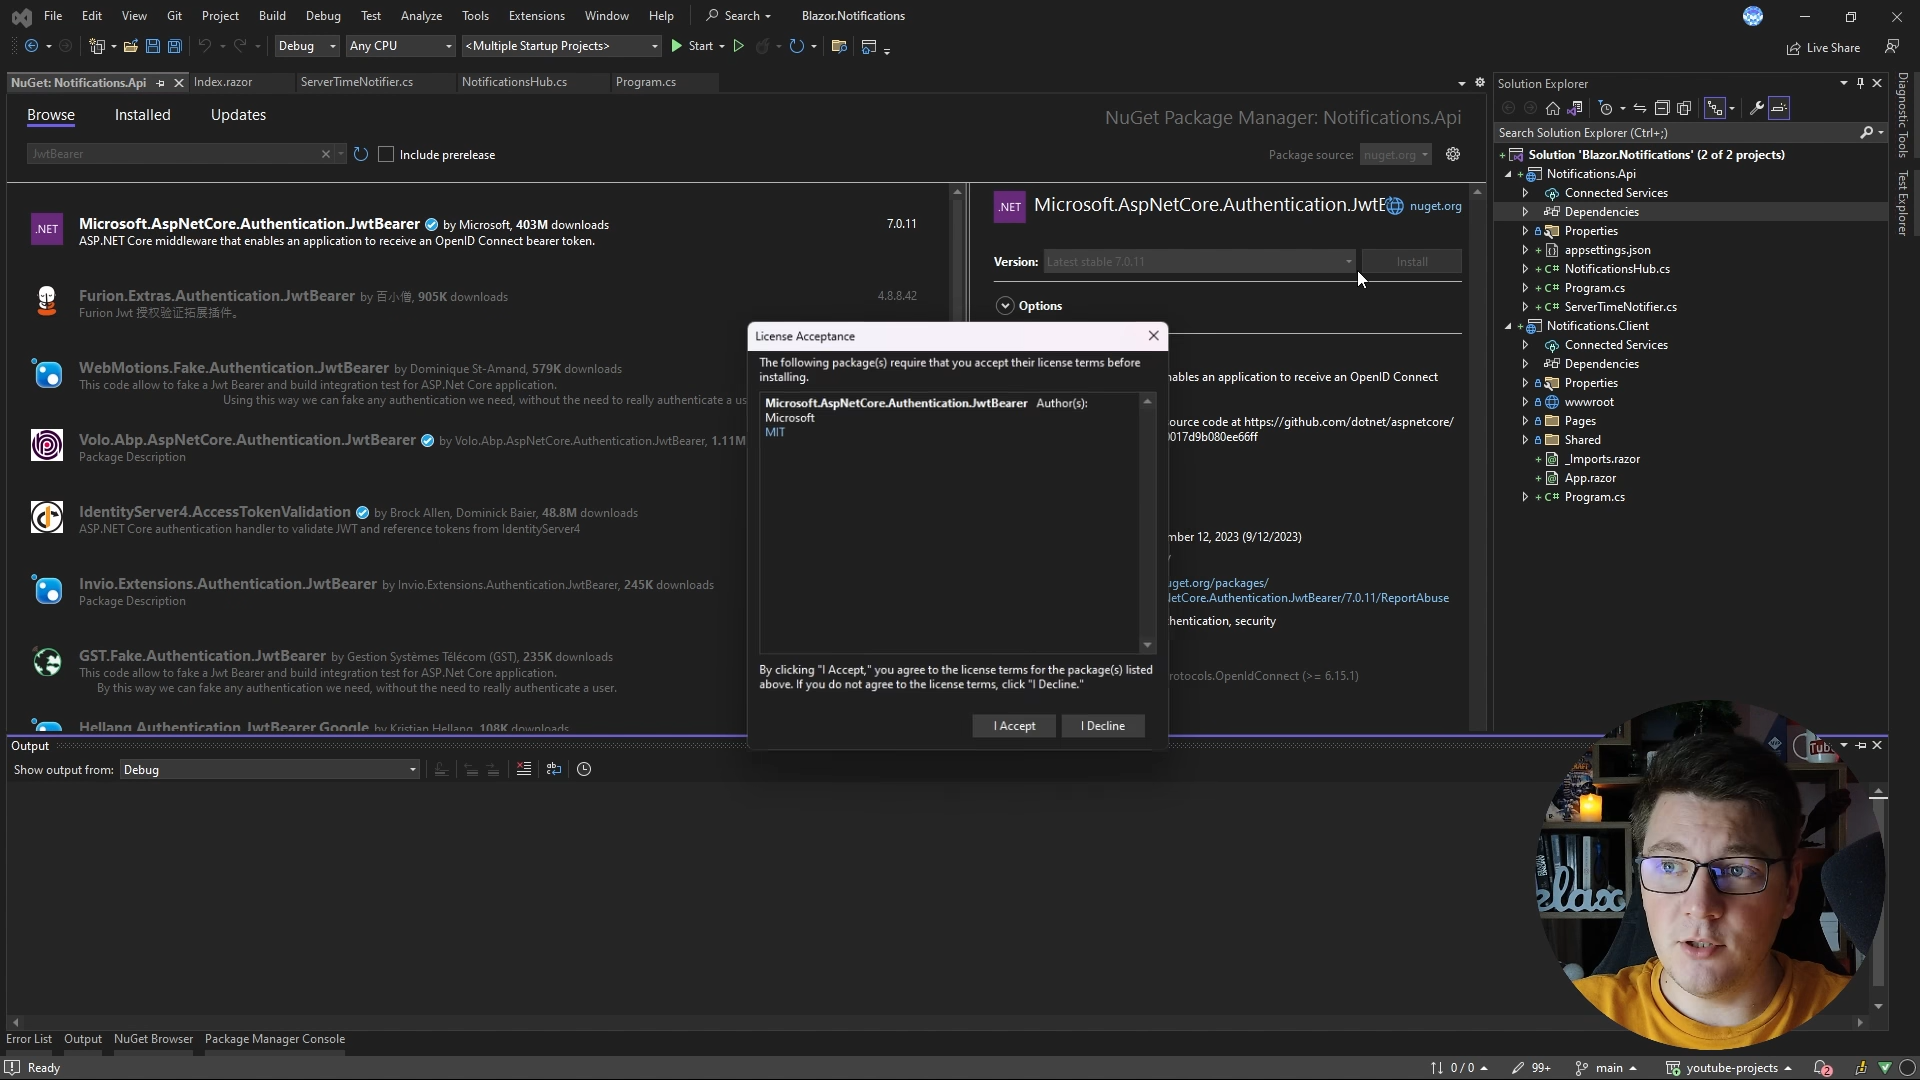 File Edit View Git Project Build Debug Test Analyze Tools Extensions Window Help Search Blazor.Notifications
Debug Any CPU <Multiple Startup Projects> Start Live Share
NuGet: Notifications.Api Index.razor ServerTimeNotifier.cs NotificationsHub.cs Program.cs
Browse Installed Updates
NuGet Package Manager: Notifications.Api
JwtBearer Include prerelease Package source: nuget.org
.NET Microsoft.AspNetCore.Authentication.JwtBearer by Microsoft, 403M downloads 7.0.11
ASP.NET Core middleware that enables an application to receive an OpenID Connect bearer token.
Furion.Extras.Authentication.JwtBearer by 百小僧, 905K downloads 4.8.8.42
Furion Jwt 授权验证拓展插件。
WebMotions.Fake.Authentication.JwtBearer by Dominique St-Amand, 579K downloads
This code allow to fake a Jwt Bearer and build integration test for ASP.Net Core application.
Using this way we can fake any authentication we need, without the need to really authenticate a us
Volo.Abp.AspNetCore.Authentication.JwtBearer by Volo.Abp.AspNetCore.Authentication.JwtBearer, 1.11M
Package Description
IdentityServer4.AccessTokenValidation by Brock Allen, Dominick Baier, 48.8M downloads
ASP.NET Core authentication handler to validate JWT and reference tokens from IdentityServer4
Invio.Extensions.Authentication.JwtBearer by Invio.Extensions.Authentication.JwtBearer, 245K downloads
Package Description
GST.Fake.Authentication.JwtBearer by Gestion Systèmes Télécom (GST), 235K downloads
This code allow to fake a Jwt Bearer and build integration test for ASP.Net Core application.
By this way we can fake any authentication we need, without the need to really authenticate a user.
Hellang.Authentication.JwtBearer.Google by Kristian Hellang, 108K downloads
.NET Microsoft.AspNetCore.Authentication.JwtB nuget.org
Version: Latest stable 7.0.11 Install
Options
ables an application to receive an OpenID Connect
ource code at https://github.com/dotnet/aspnetcore/
017d9b080ee66ff
mber 12, 2023 (9/12/2023)
uget.org/packages/
letCore.Authentication.JwtBearer/7.0.11/ReportAbuse
hentication, security
rotocols.OpenIdConnect (>= 6.15.1)
License Acceptance
The following package(s) require that you accept their license terms before
installing.
Microsoft.AspNetCore.Authentication.JwtBearer Author(s):
Microsoft
MIT
By clicking "I Accept," you agree to the license terms for the package(s) listed
above. If you do not agree to the license terms, click "I Decline."
I Accept I Decline
Solution Explorer
Search Solution Explorer (Ctrl+;)
Solution 'Blazor.Notifications' (2 of 2 projects)
Notifications.Api
Connected Services
Dependencies
Properties
appsettings.json
C# NotificationsHub.cs
C# Program.cs
C# ServerTimeNotifier.cs
Notifications.Client
Connected Services
Dependencies
Properties
wwwroot
Pages
Shared
_Imports.razor
App.razor
C# Program.cs
Diagnostic Tools
Test Explorer
Output
Show output from: Debug
Tube
elax
Error List Output NuGet Browser Package Manager Console
Ready 0 / 0 99+ main youtube-projects 2